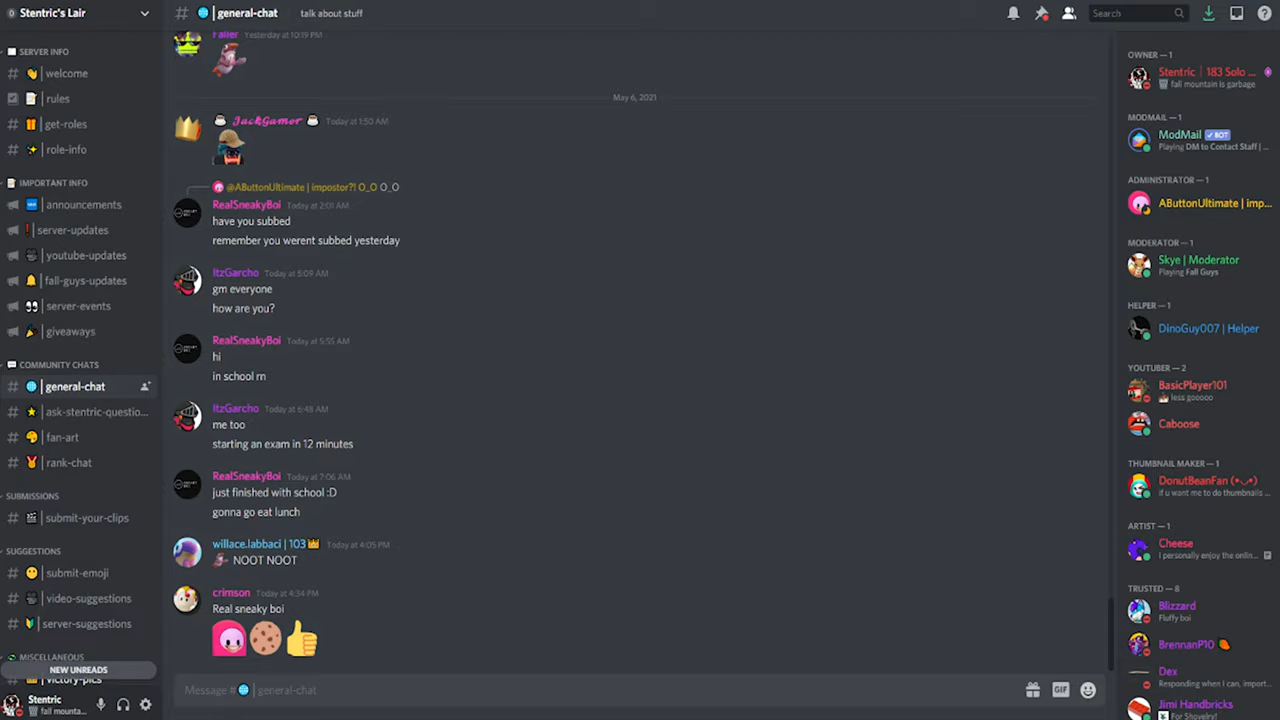 Stentric's Lair
SERVER INFO
# | welcome
| rules
# | get-roles
# | role-info
IMPORTANT INFO
| announcements
| server-updates
| youtube-updates
| fall-guys-updates
| server-events
| giveaways
COMMUNITY CHATS
# | general-chat
# | ask-stentric-questio...
# | fan-art
# | rank-chat
SUBMISSIONS
# | submit-your-clips
SUGGESTIONS
# | submit-emoji
# | video-suggestions
# | server-suggestions
MISCELLANEOUS
NEW UNREADS
victory-pics
Stentric
fall mounta...
# | general-chat
talk about stuff
Search
Faller Yesterday at 10:19 PM
May 6, 2021
JackGamer Today at 1:50 AM
@AButtonUltimate | impostor?! O_O O_O
RealSneakyBoi Today at 2:01 AM
have you subbed
remember you werent subbed yesterday
ItzGarcho Today at 5:09 AM
gm everyone
how are you?
RealSneakyBoi Today at 5:55 AM
hi
in school rn
ItzGarcho Today at 6:48 AM
me too
starting an exam in 12 minutes
RealSneakyBoi Today at 7:06 AM
just finished with school :D
gonna go eat lunch
willace.labbaci | 103 Today at 4:05 PM
NOOT NOOT
crimson Today at 4:34 PM
Real sneaky boi
Message # | general-chat
GIF
OWNER — 1
Stentric | 183 Solo ...
fall mountain is garbage
MODMAIL — 1
ModMail ✓ BOT
Playing DM to Contact Staff | ...
ADMINISTRATOR — 1
AButtonUltimate | imp...
MODERATOR — 1
Skye | Moderator
Playing Fall Guys
HELPER — 1
DinoGuy007 | Helper
YOUTUBER — 2
BasicPlayer101
less gooooo
Caboose
THUMBNAIL MAKER — 1
DonutBeanFan (•◡•)
if u want me to do thumbnails ...
ARTIST — 1
Cheese
I personally enjoy the onlin...
TRUSTED — 8
Blizzard
Fluffy boi
BrennanP10
Dex
Responding when I can, import...
Jimi Handbricks
For Shovelry!